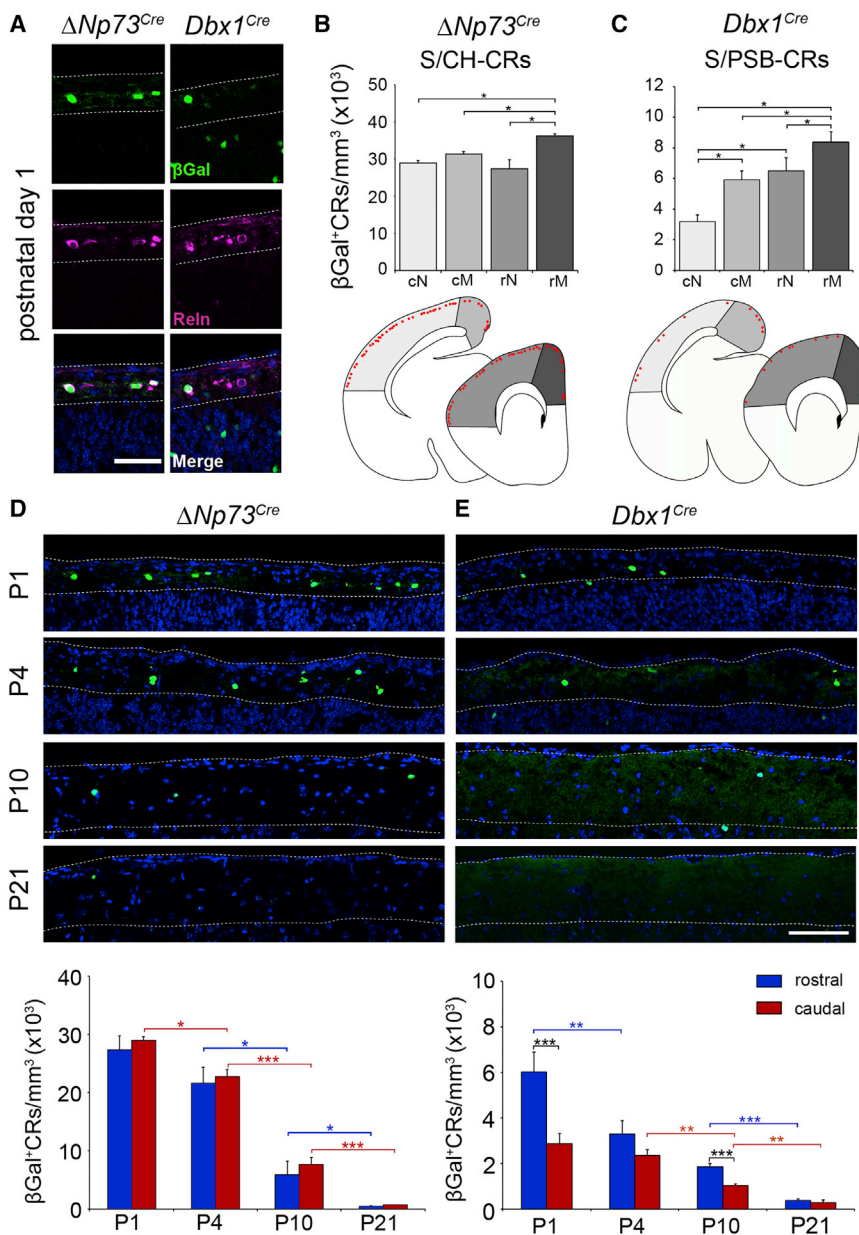 A
ΔNp73Cre
Dbx1Cre
postnatal day 1
βGal
Reln
Merge
B
ΔNp73Cre
S/CH-CRs
βGal+CRs/mm3 (x103)
50
40
30
20
10
0
*
*
*
cN cM rN rM
C
Dbx1Cre
S/PSB-CRs
12
10
8
6
4
2
0
*
*
*
*
*
cN cM rN rM
D
ΔNp73Cre
E
Dbx1Cre
P1
P4
P10
P21
βGal+CRs/mm3 (x103)
40
30
20
10
0
*
*
***
*
***
P1 P4 P10 P21
βGal+CRs/mm3 (x103)
10
8
6
4
2
0
rostral
caudal
**
***
**
***
***
**
P1 P4 P10 P21